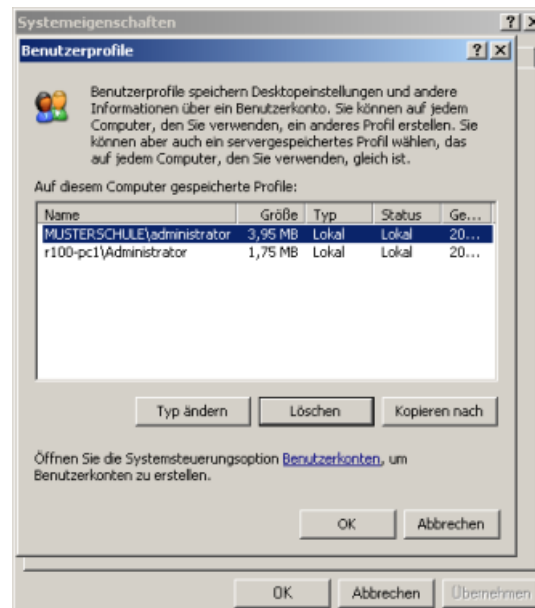 Systemeigenschaften
Benutzerprofile
Benutzerprofile speichern Desktopeinstellungen und andere
Informationen über ein Benutzerkonto. Sie können auf jedem
Computer, den Sie verwenden, ein anderes Profil erstellen. Sie
können aber auch ein servergespeichertes Profil wählen, das
auf jedem Computer, den Sie verwenden, gleich ist.
Auf diesem Computer gespeicherte Profile:
Name Größe Typ Status Ge...
MUSTERSCHULE\administrator 3,95 MB Lokal Lokal 20...
r100-pc1\Administrator 1,75 MB Lokal Lokal 20...
Typ ändern Löschen Kopieren nach
Öffnen Sie die Systemsteuerungsoption Benutzerkonten, um
Benutzerkonten zu erstellen.
OK Abbrechen
OK Abbrechen Übernehmen